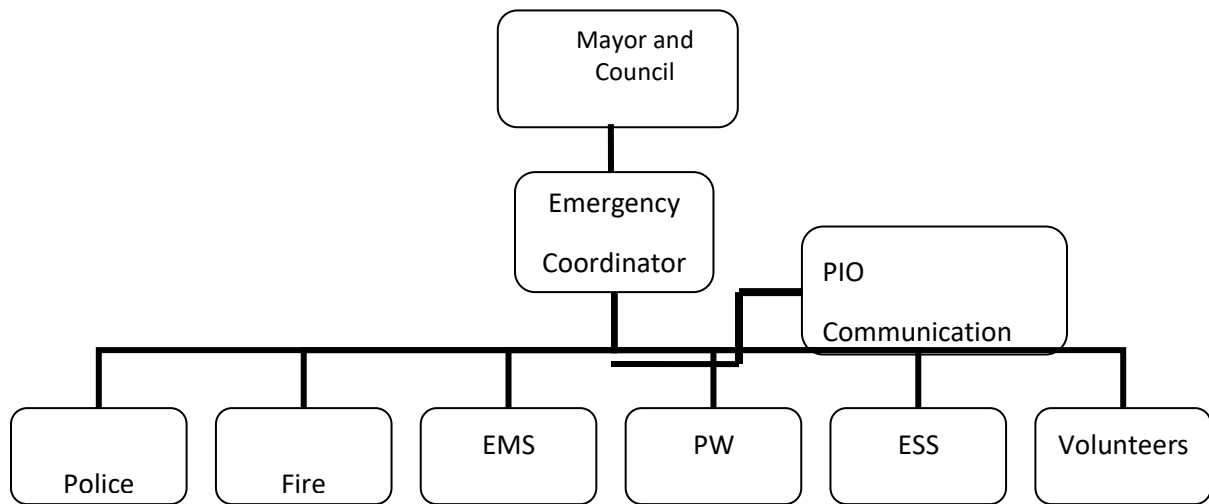 Mayor and
Council
Emergency
Coordinator
PIO
Communication
Police
Fire
EMS
PW
ESS
Volunteers